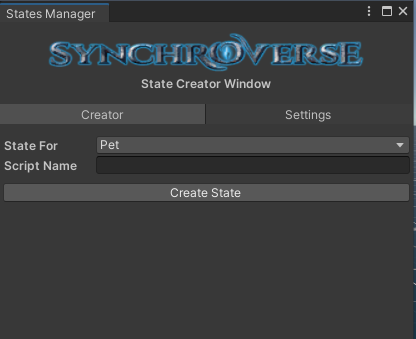 States Manager
SYNCHROVERSE
State Creator Window
Creator Settings
State For Pet
Script Name
Create State